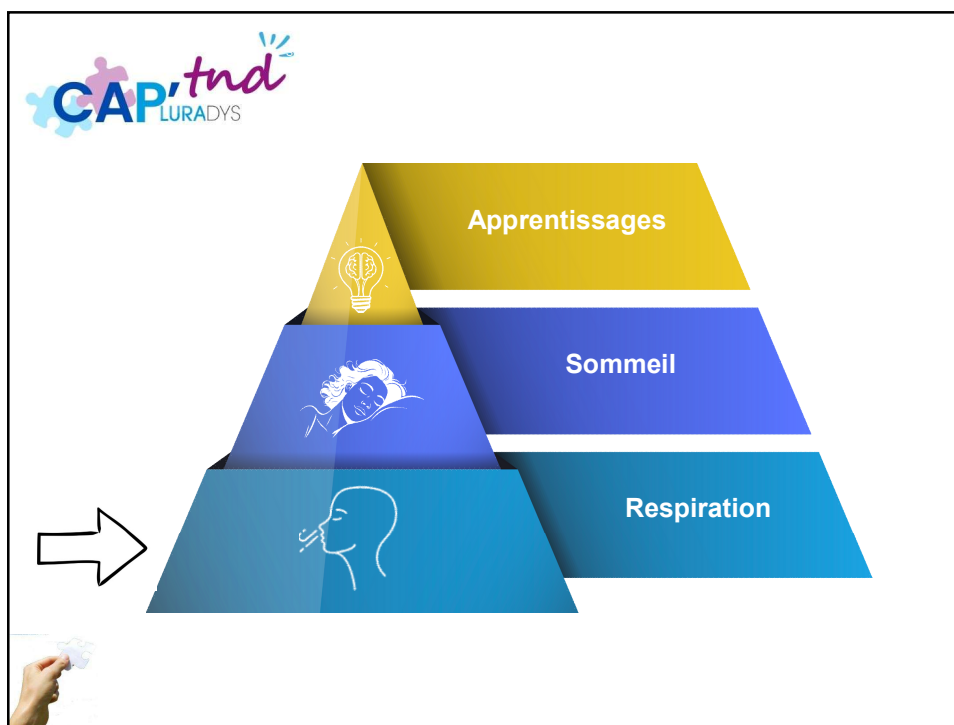 CAP'tnd
PLURADYS
Apprentissages
Sommeil
Respiration